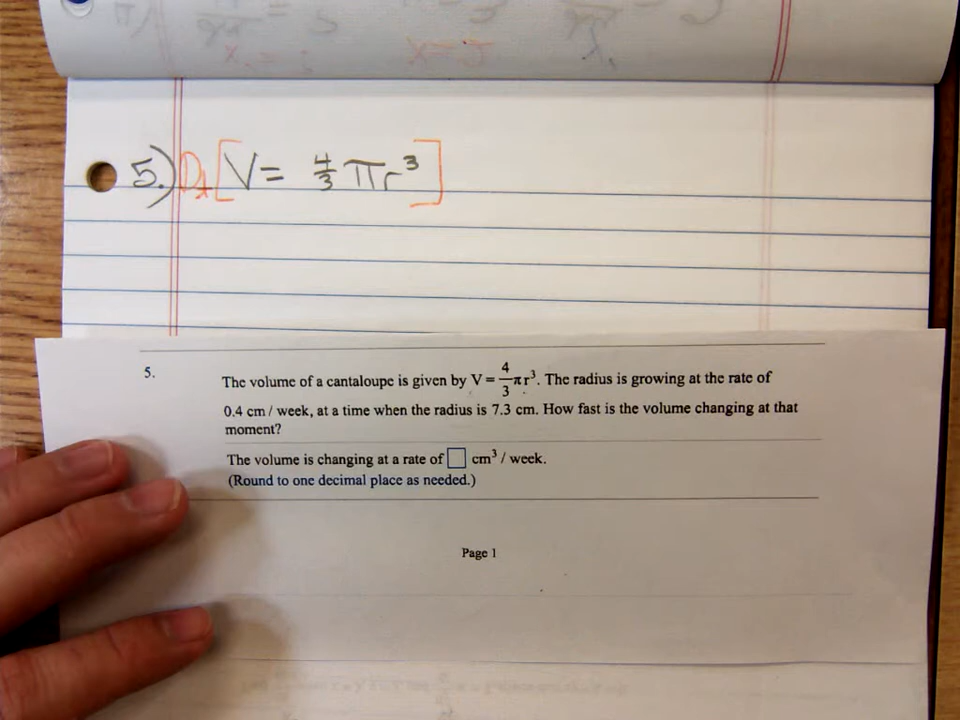 x = 5
5.) Dt [ V = 4/3 πr³ ]
5.
The volume of a cantaloupe is given by V = 4/3 πr³. The radius is growing at the rate of
0.4 cm / week, at a time when the radius is 7.3 cm. How fast is the volume changing at that
moment?
The volume is changing at a rate of □ cm³ / week.
(Round to one decimal place as needed.)
Page 1